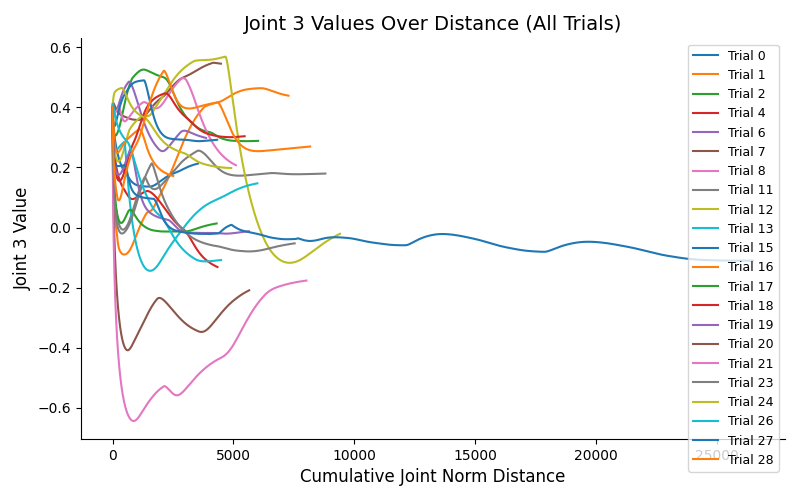 Joint 3 Values Over Distance (All Trials)
0.6
0.4
0.2
0.0
−0.2
−0.4
−0.6
Joint 3 Value
0
5000
10000
15000
20000
25000
Cumulative Joint Norm Distance
Trial 0
Trial 1
Trial 2
Trial 4
Trial 6
Trial 7
Trial 8
Trial 11
Trial 12
Trial 13
Trial 15
Trial 16
Trial 17
Trial 18
Trial 19
Trial 20
Trial 21
Trial 23
Trial 24
Trial 26
Trial 27
Trial 28